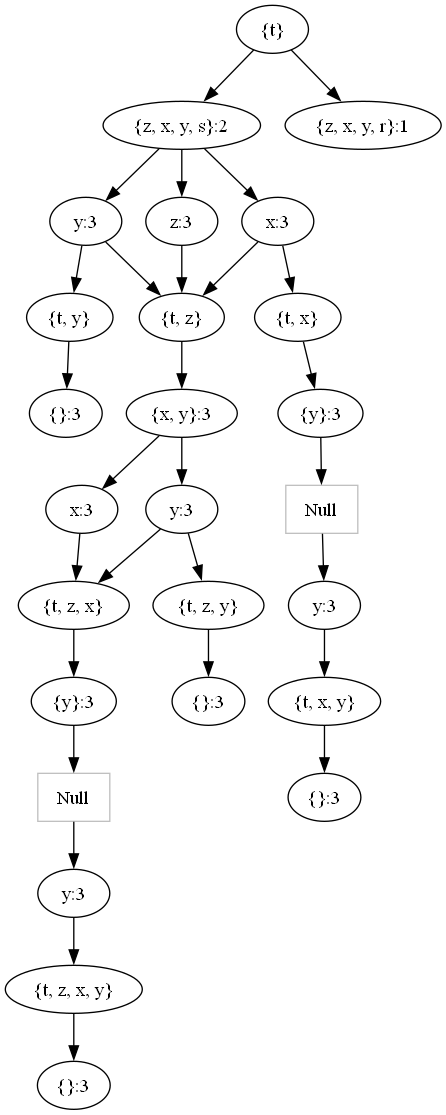 {t}
{z, x, y, s}:2
{z, x, y, r}:1
y:3
z:3
x:3
{t, y}
{t, z}
{t, x}
{}:3
{x, y}:3
{y}:3
x:3
y:3
Null
{t, z, x}
{t, z, y}
y:3
{y}:3
{}:3
{t, x, y}
Null
{}:3
y:3
{t, z, x, y}
{}:3